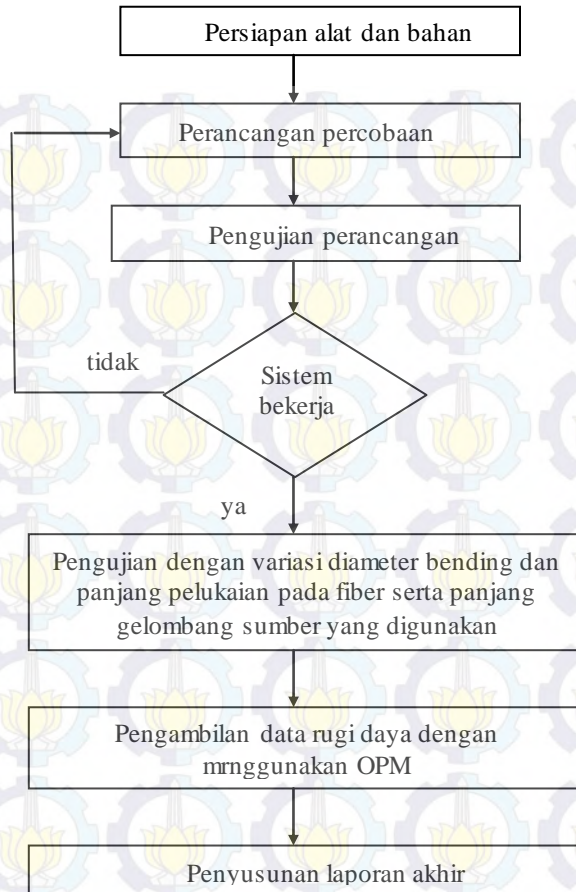 Persiapan alat dan bahan
Perancangan percobaan
Pengujian perancangan
tidak
Sistem
bekerja
ya
Pengujian dengan variasi diameter bending dan
panjang pelukaian pada fiber serta panjang
gelombang sumber yang digunakan
Pengambilan data rugi daya dengan
mrnggunakan OPM
Penyusunan laporan akhir